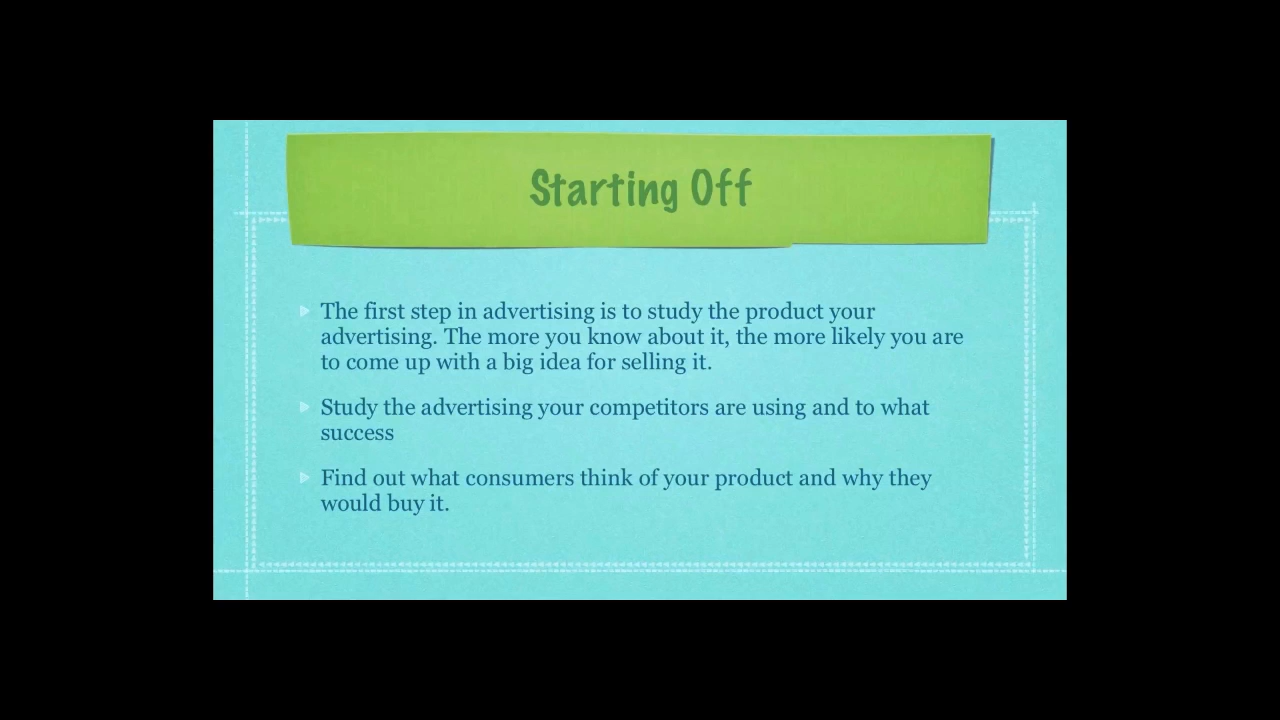 Starting Off
The first step in advertising is to study the product your
advertising. The more you know about it, the more likely you are
to come up with a big idea for selling it.
Study the advertising your competitors are using and to what
success
Find out what consumers think of your product and why they
would buy it.